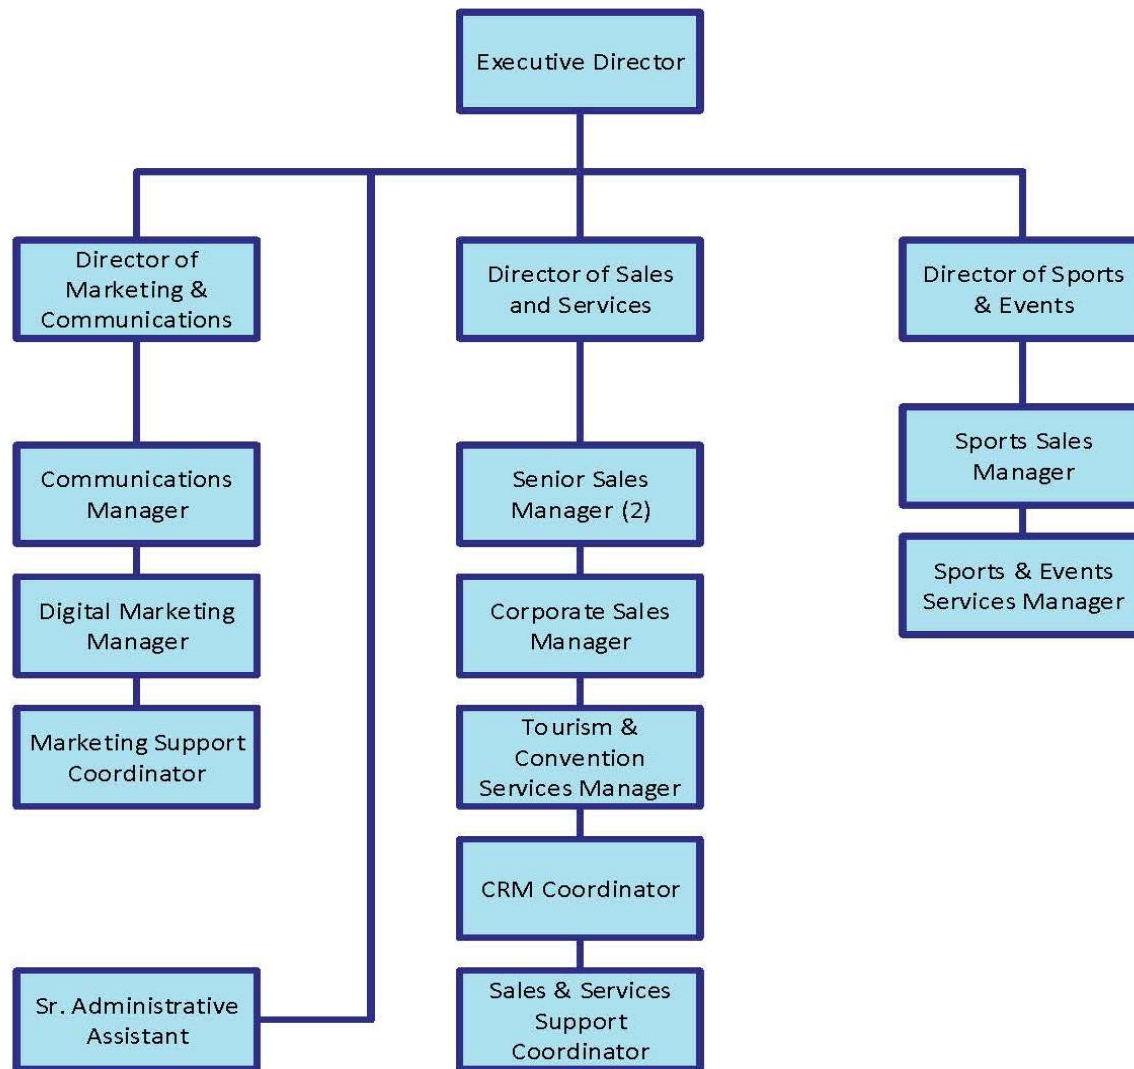 Executive Director
Director of
Marketing &
Communications
Director of Sales
and Services
Director of Sports
& Events
Communications
Manager
Senior Sales
Manager (2)
Sports Sales
Manager
Digital Marketing
Manager
Corporate Sales
Manager
Sports & Events
Services Manager
Marketing Support
Coordinator
Tourism &
Convention
Services Manager
CRM Coordinator
Sr. Administrative
Assistant
Sales & Services
Support
Coordinator